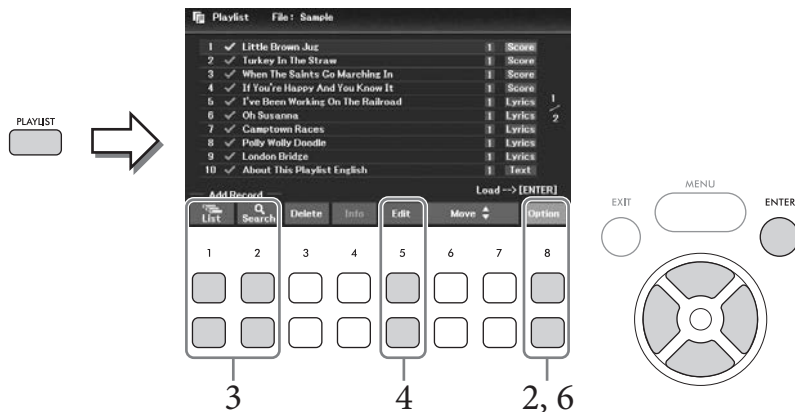 Playlist File: Sample
1 ✓ Little Brown Jug 1 Score
2 ✓ Turkey In The Straw 1 Score
3 ✓ When The Saints Go Marching In 1 Score
4 ✓ If You're Happy And You Know It 1 Score
5 ✓ I've Been Working On The Railroad 1 Lyrics
6 ✓ Oh Susanna 1 Lyrics
7 ✓ Camptown Races 1 Lyrics
8 ✓ Polly Wolly Doodle 1 Lyrics
9 ✓ London Bridge 1 Lyrics
10 ✓ About This Playlist English 1 Text
1/2
PLAYLIST
Add Record Load-->[ENTER]
List Search Delete Info Edit Move Option
EXIT MENU ENTER
1 2 3 4 5 6 7 8
3 4 2, 6